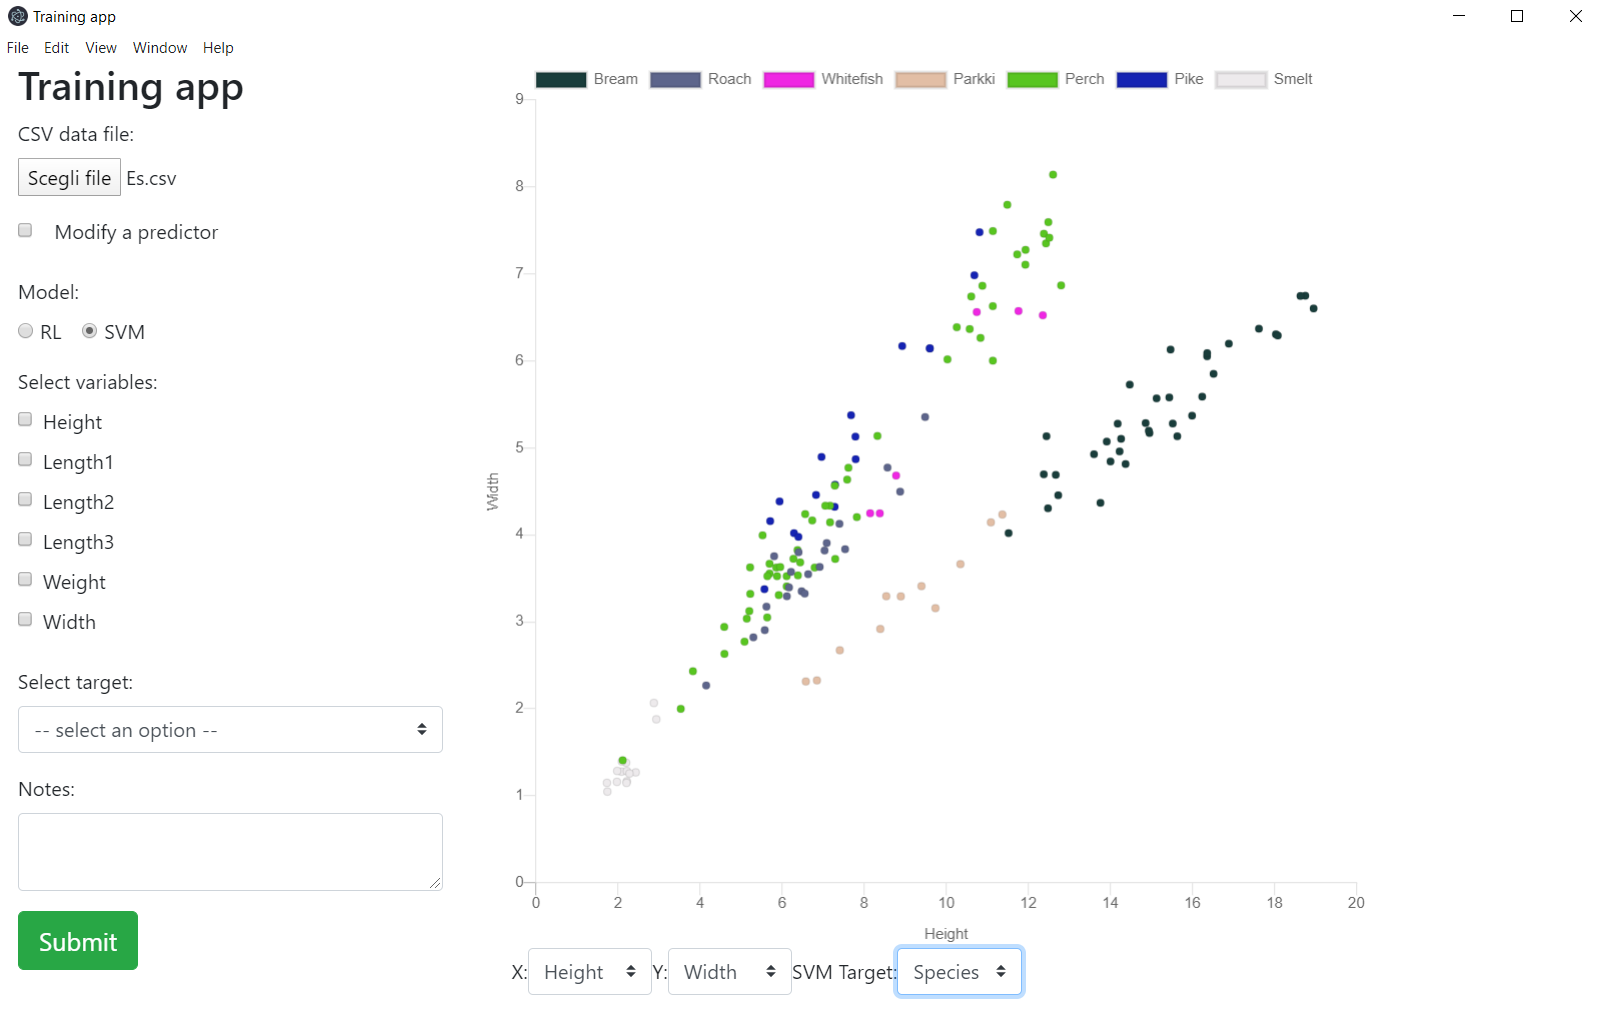 Training app
File Edit View Window Help
Training app
CSV data file:
Scegli file Es.csv
Modify a predictor
Model:
RL SVM
Select variables:
Height
Length1
Length2
Length3
Weight
Width
Select target:
-- select an option --
Notes:
Submit
Bream Roach Whitefish Parkki Perch Pike Smelt
9
8
7
6
5
4
3
2
1
0
Width
0 2 4 6 8 10 12 14 16 18 20
Height
X: Height Y: Width SVM Target: Species